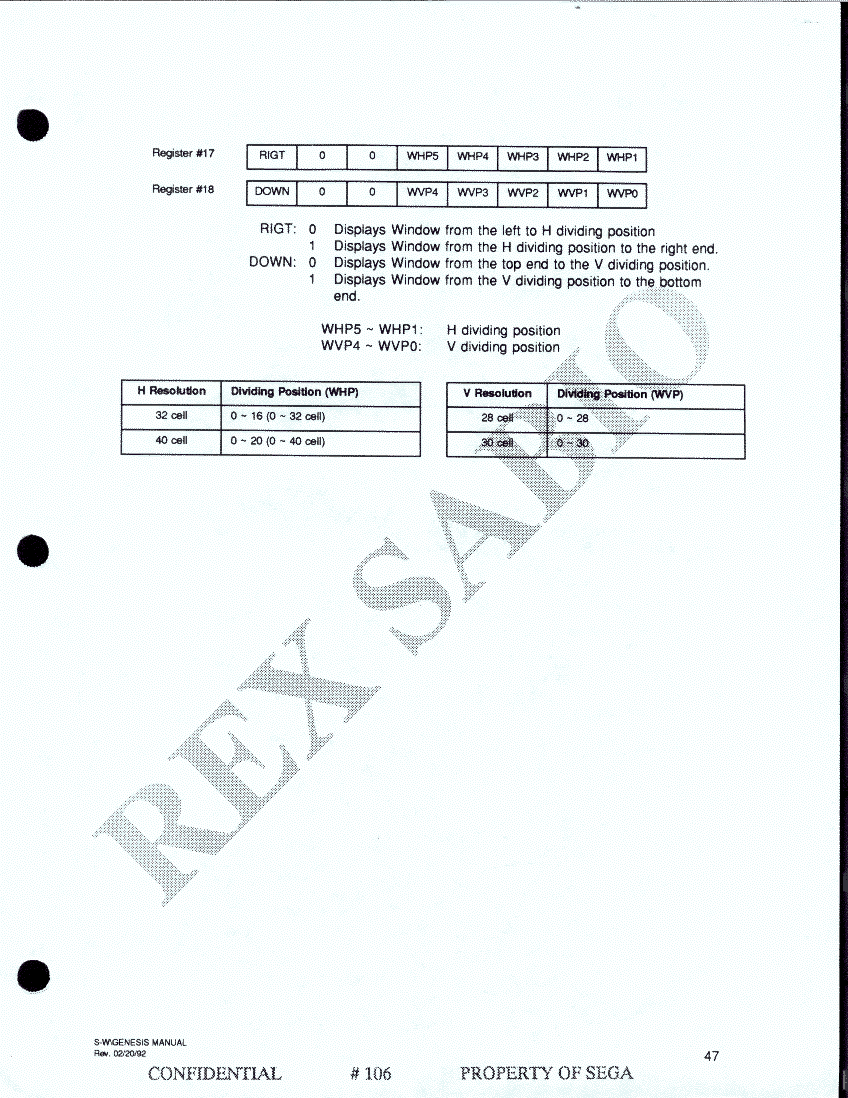 Register #17 RIGT 0 0 WHP5 WHP4 WHP3 WHP2 WHP1
Register #18 DOWN 0 0 WVP4 WVP3 WVP2 WVP1 WVP0
RIGT: 0 Displays Window from the left to H dividing position
1 Displays Window from the H dividing position to the right end.
DOWN: 0 Displays Window from the top end to the V dividing position.
1 Displays Window from the V dividing position to the bottom
end.
WHP5 ~ WHP1: H dividing position
WVP4 ~ WVP0: V dividing position
H Resolution Dividing Position (WHP)
32 cell 0 ~ 16 (0 ~ 32 cell)
40 cell 0 ~ 20 (0 ~ 40 cell)
V Resolution Dividing Position (WVP)
28 cell 0 ~ 28
30 cell 0 ~ 30
REX SABIO
S-W\GENESIS MANUAL
Rev. 02/20/92
47
CONFIDENTIAL # 106 PROPERTY OF SEGA